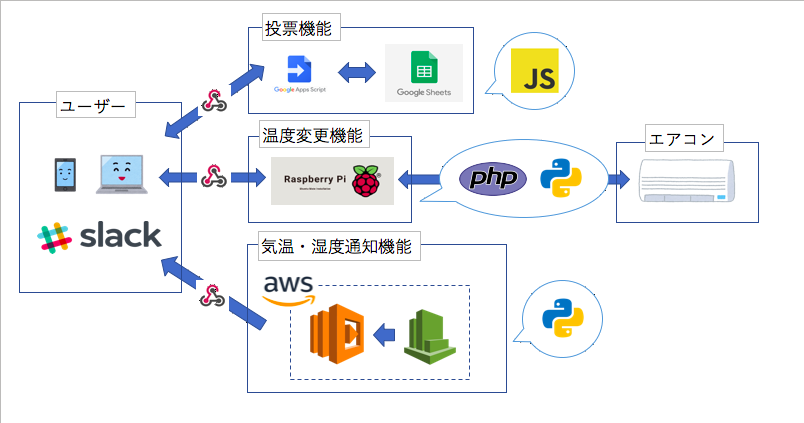 投票機能
Google Apps Script
Google Sheets
JS
ユーザー
温度変更機能
エアコン
Raspberry Pi
php
slack
気温・湿度通知機能
aws